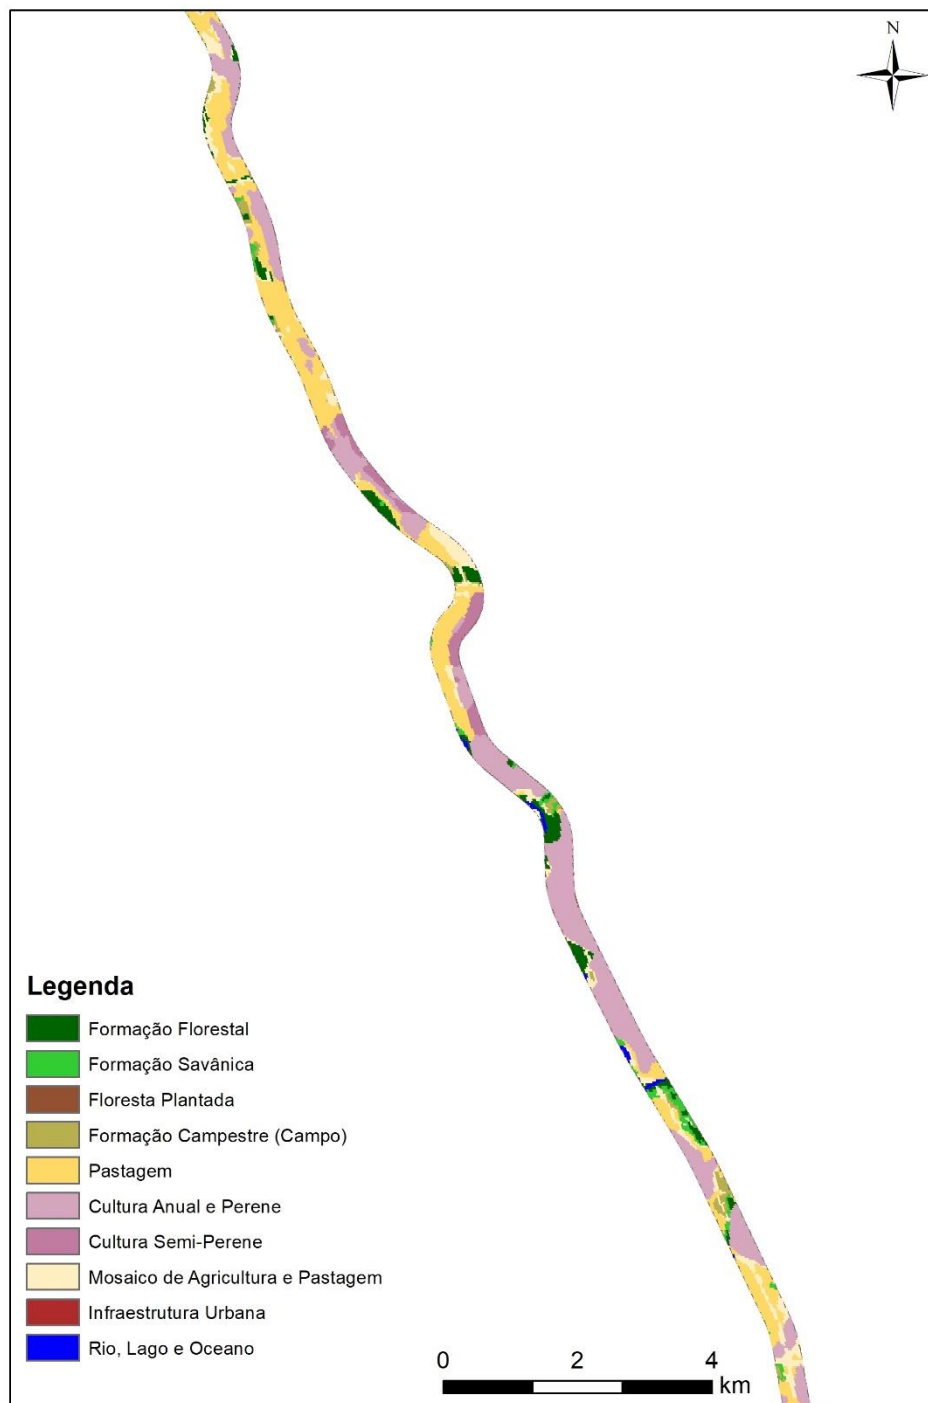 N
Legenda
Formação Florestal
Formação Savânica
Floresta Plantada
Formação Campestre (Campo)
Pastagem
Cultura Anual e Perene
Cultura Semi-Perene
Mosaico de Agricultura e Pastagem
Infraestrutura Urbana
Rio, Lago e Oceano
0 2 4
km